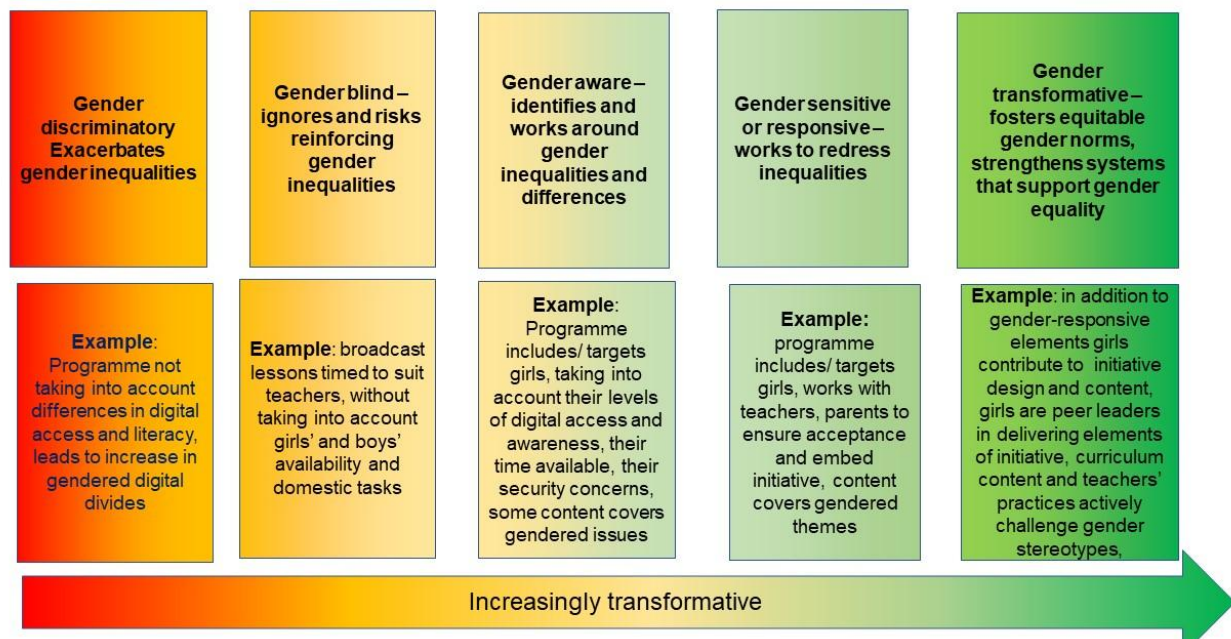 Gender
discriminatory
Exacerbates
gender inequalities
Gender blind –
ignores and risks
reinforcing
gender
inequalities
Gender aware –
identifies and
works around
gender
inequalities and
differences
Gender sensitive
or responsive –
works to redress
inequalities
Gender
transformative –
fosters equitable
gender norms,
strengthens systems
that support gender
equality
Example:
Programme not
taking into account
differences in digital
access and literacy,
leads to increase in
gendered digital
divides
Example: broadcast
lessons timed to suit
teachers, without
taking into account
girls’ and boys’
availability and
domestic tasks
Example:
Programme
includes/ targets
girls, taking into
account their levels
of digital access and
awareness, their
time available, their
security concerns,
some content covers
gendered issues
Example:
programme
includes/ targets
girls, works with
teachers, parents to
ensure acceptance
and embed
initiative, content
covers gendered
themes
Example: in addition to
gender-responsive
elements girls
contribute to initiative
design and content,
girls are peer leaders
in delivering elements
of initiative, curriculum
content and teachers’
practices actively
challenge gender
stereotypes,
Increasingly transformative